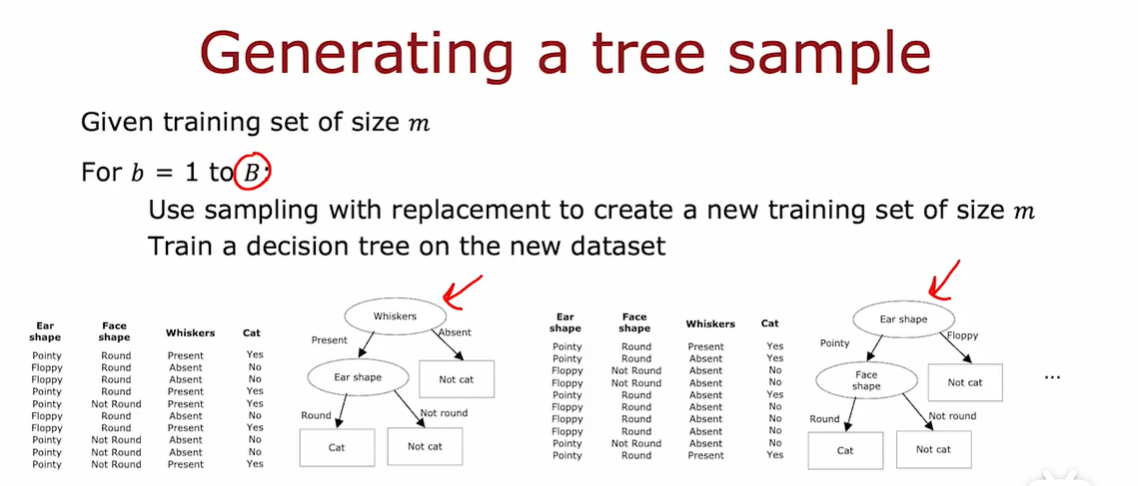 Generating a tree sample
Given training set of size m
For b = 1 to B:
Use sampling with replacement to create a new training set of size m
Train a decision tree on the new dataset
Ear shape Face shape Whiskers Cat
Pointy Round Present Yes
Floppy Round Absent No
Floppy Round Absent No
Pointy Round Present Yes
Pointy Not Round Present Yes
Floppy Round Absent No
Floppy Round Present Yes
Pointy Not Round Absent No
Pointy Not Round Absent No
Pointy Not Round Present Yes
Whiskers
Present
Absent
Ear shape
Not cat
Round
Not round
Cat
Not cat
Ear shape Face shape Whiskers Cat
Pointy Round Present Yes
Pointy Round Absent Yes
Floppy Not Round Absent No
Floppy Not Round Absent No
Pointy Round Absent Yes
Floppy Round Absent No
Floppy Round Absent No
Floppy Round Absent No
Pointy Not Round Absent No
Pointy Round Present Yes
Ear shape
Pointy
Floppy
Face shape
Not cat
Round
Not round
Cat
Not cat
...